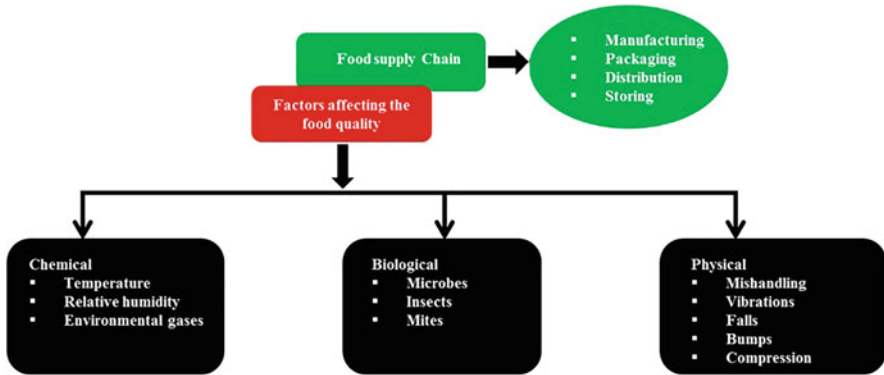 Food supply Chain
▪ Manufacturing
▪ Packaging
▪ Distribution
▪ Storing
Factors affecting the
food quality
Chemical
▪ Temperature
▪ Relative humidity
▪ Environmental gases
Biological
▪ Microbes
▪ Insects
▪ Mites
Physical
▪ Mishandling
▪ Vibrations
▪ Falls
▪ Bumps
▪ Compression